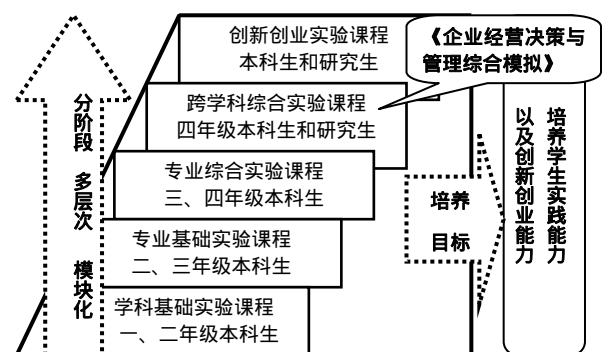 创新创业实验课程
本科生和研究生
《企业经营决策与
管理综合模拟》
跨学科综合实验课程
四年级本科生和研究生
专业综合实验课程
三、四年级本科生
专业基础实验课程
二、三年级本科生
学科基础实验课程
一、二年级本科生
分阶段 多层次 模块化
培养
目标
培养学生实践能力
以及创新创业能力